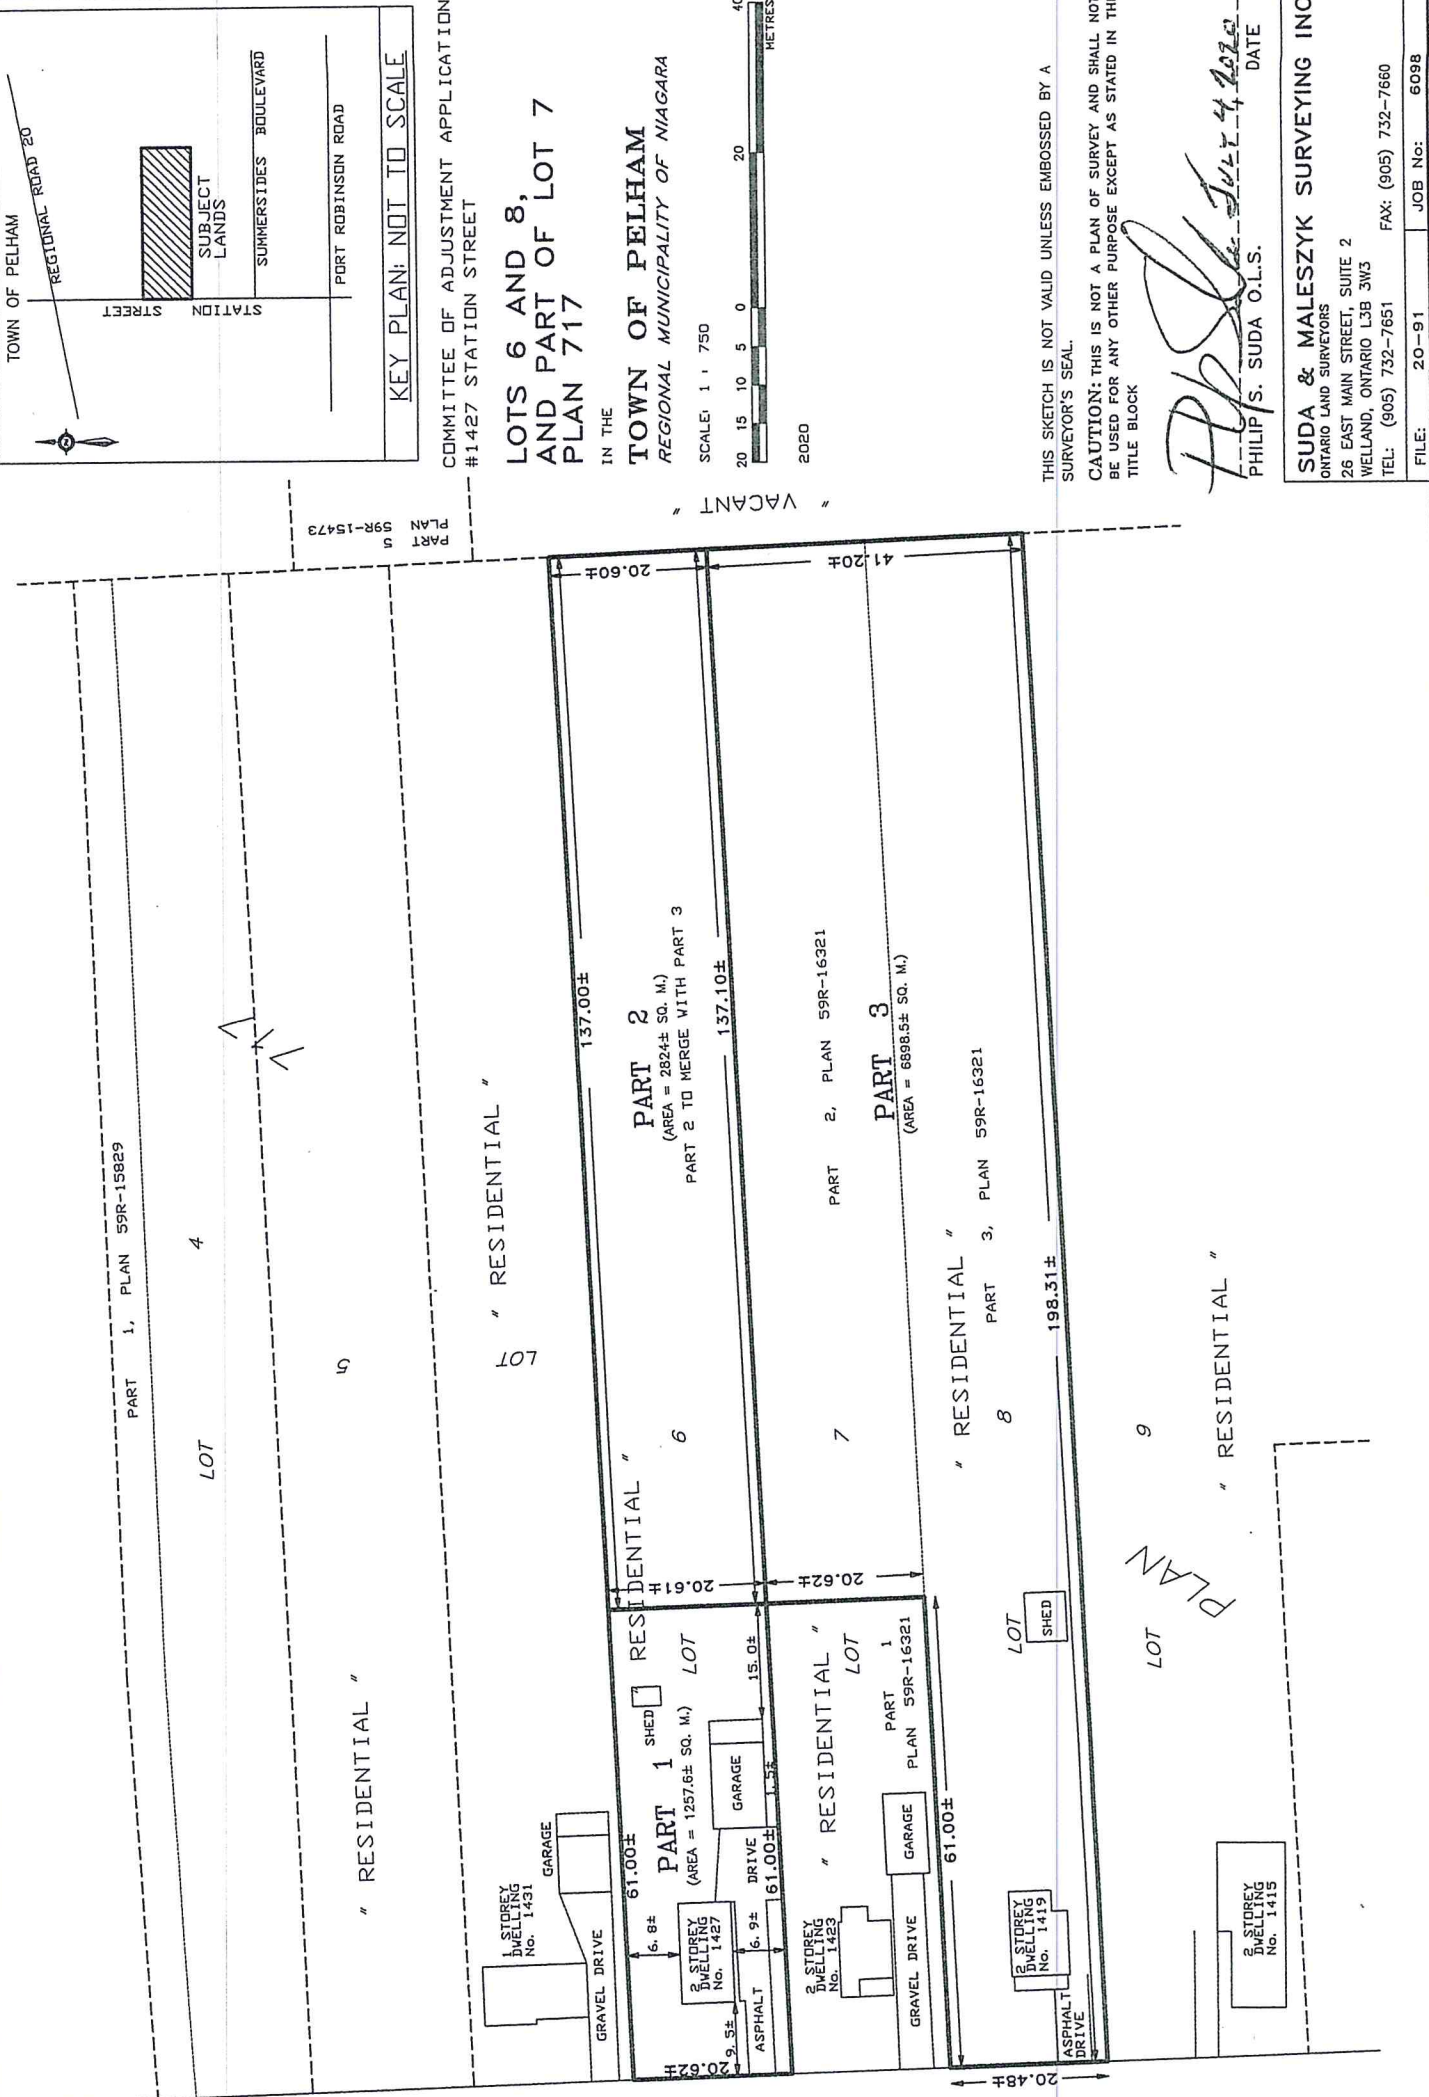 TOWN OF PELHAM
REGIONAL ROAD 20
STATION STREET
SUBJECT
LANDS
SUMMERSIDES BOULEVARD
PORT ROBINSON ROAD
KEY PLAN: NOT TO SCALE
COMMITTEE OF ADJUSTMENT APPLICATION
#1427 STATION STREET
LOTS 6 AND 8,
AND PART OF LOT 7
PLAN 717
IN THE
TOWN OF PELHAM
REGIONAL MUNICIPALITY OF NIAGARA
SCALE: 1 : 750
20 15 10 5 0 20 40
METRES
2020
THIS SKETCH IS NOT VALID UNLESS EMBOSSED BY A
SURVEYOR'S SEAL.
CAUTION: THIS IS NOT A PLAN OF SURVEY AND SHALL NOT
BE USED FOR ANY OTHER PURPOSE EXCEPT AS STATED IN THE
TITLE BLOCK
July 4, 2020
PHILIP S. SUDA O.L.S. DATE
SUDA & MALESZYK SURVEYING INC
ONTARIO LAND SURVEYORS
26 EAST MAIN STREET, SUITE 2
WELLAND, ONTARIO L3B 3W3
TEL: (905) 732-7651 FAX: (905) 732-7660
FILE: 20-91 JOB No: 6098
PART 1, PLAN 59R-15829
LOT 4
5
" RESIDENTIAL "
LOT " RESIDENTIAL "
PART 5
PLAN 59R-15473
" VACANT "
1 STOREY
DWELLING
No. 1431
GARAGE
GRAVEL DRIVE
61.00±
137.00±
20.60±
" RESIDENTIAL "
SHED
PART 1
(AREA = 1257.6± SQ. M.)
LOT 6
PART 2
(AREA = 2824± SQ. M.)
PART 2 TO MERGE WITH PART 3
6.8±
2 STOREY
DWELLING
No. 1427
6.9±
9.5±
20.62±
ASPHALT DRIVE
GARAGE
15.0±
1.5±
61.00±
20.61±
137.10±
20.62±
41.20±
" RESIDENTIAL "
LOT 7
PART 2, PLAN 59R-16321
PART 1
PLAN 59R-16321
2 STOREY
DWELLING
No. 1423
GRAVEL DRIVE
GARAGE
61.00±
PART 3
(AREA = 6898.5± SQ. M.)
" RESIDENTIAL "
LOT 8
PART 3, PLAN 59R-16321
2 STOREY
DWELLING
No. 1419
SHED
ASPHALT
DRIVE
20.48±
198.31±
LOT 9
PLAN
" RESIDENTIAL "
2 STOREY
DWELLING
No. 1415